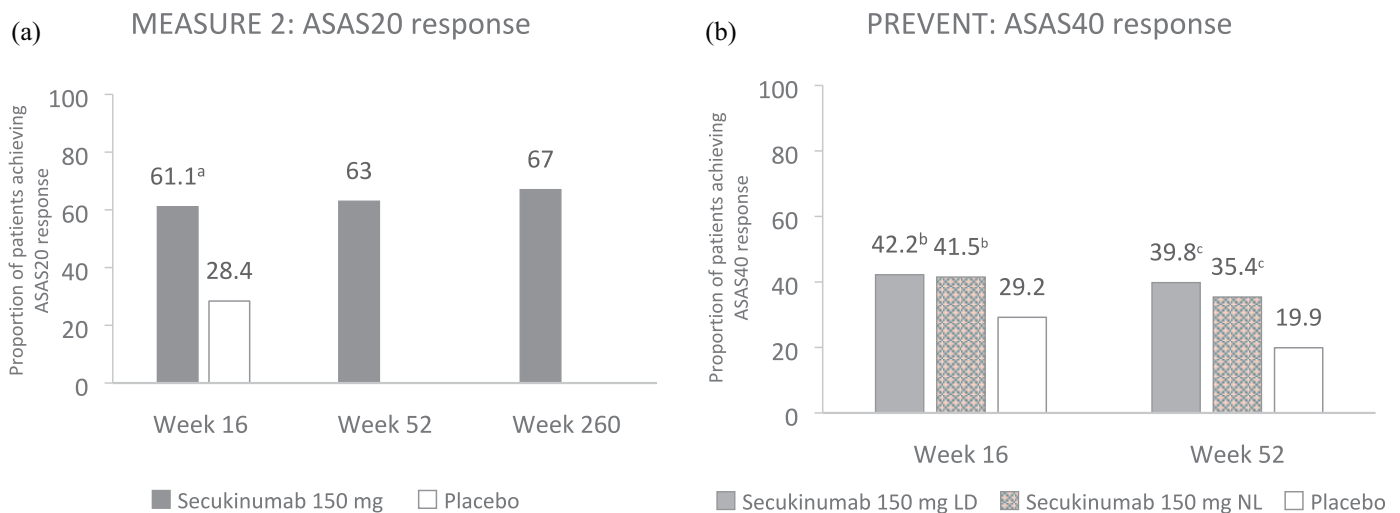 (a) MEASURE 2: ASAS20 response
Proportion of patients achieving
ASAS20 response
100
80
60
40
20
0
61.1ᵃ
28.4
63
67
Week 16
Week 52
Week 260
Secukinumab 150 mg
Placebo
(b) PREVENT: ASAS40 response
Proportion of patients achieving
ASAS40 response
100
80
60
40
20
0
42.2ᵇ
41.5ᵇ
29.2
39.8ᶜ
35.4ᶜ
19.9
Week 16
Week 52
Secukinumab 150 mg LD
Secukinumab 150 mg NL
Placebo